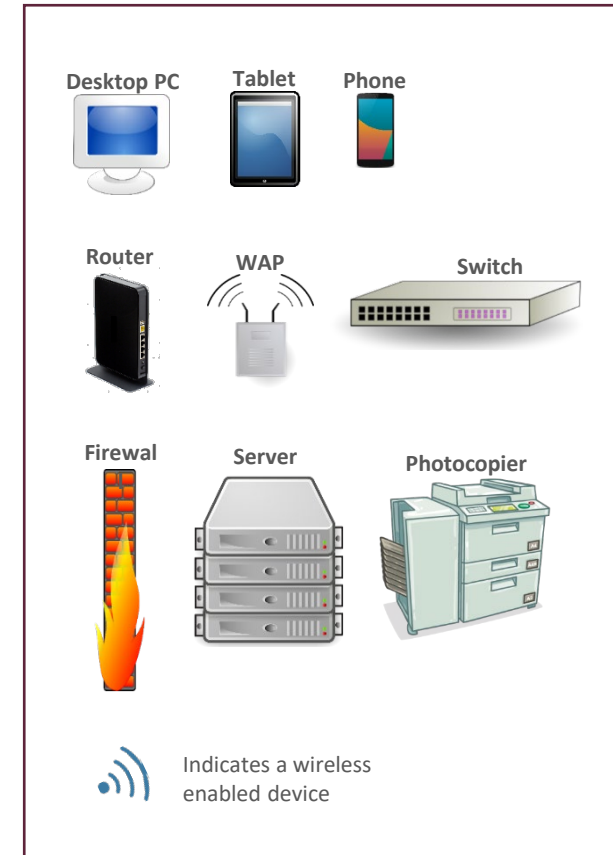 Desktop PC Tablet Phone
Router WAP Switch
Firewal Server Photocopier
Indicates a wireless
enabled device